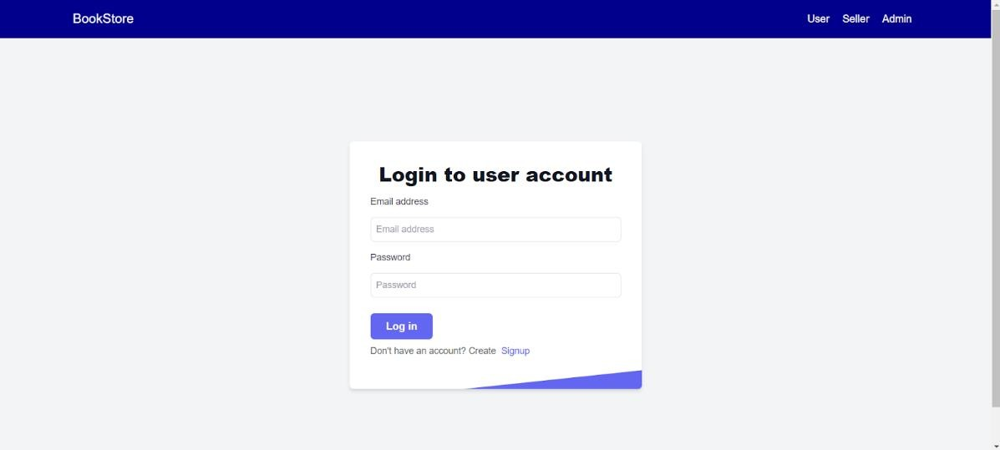 BookStore User Seller Admin
Login to user account
Email address
Email address
Password
Password
Log in
Don't have an account? Create Signup